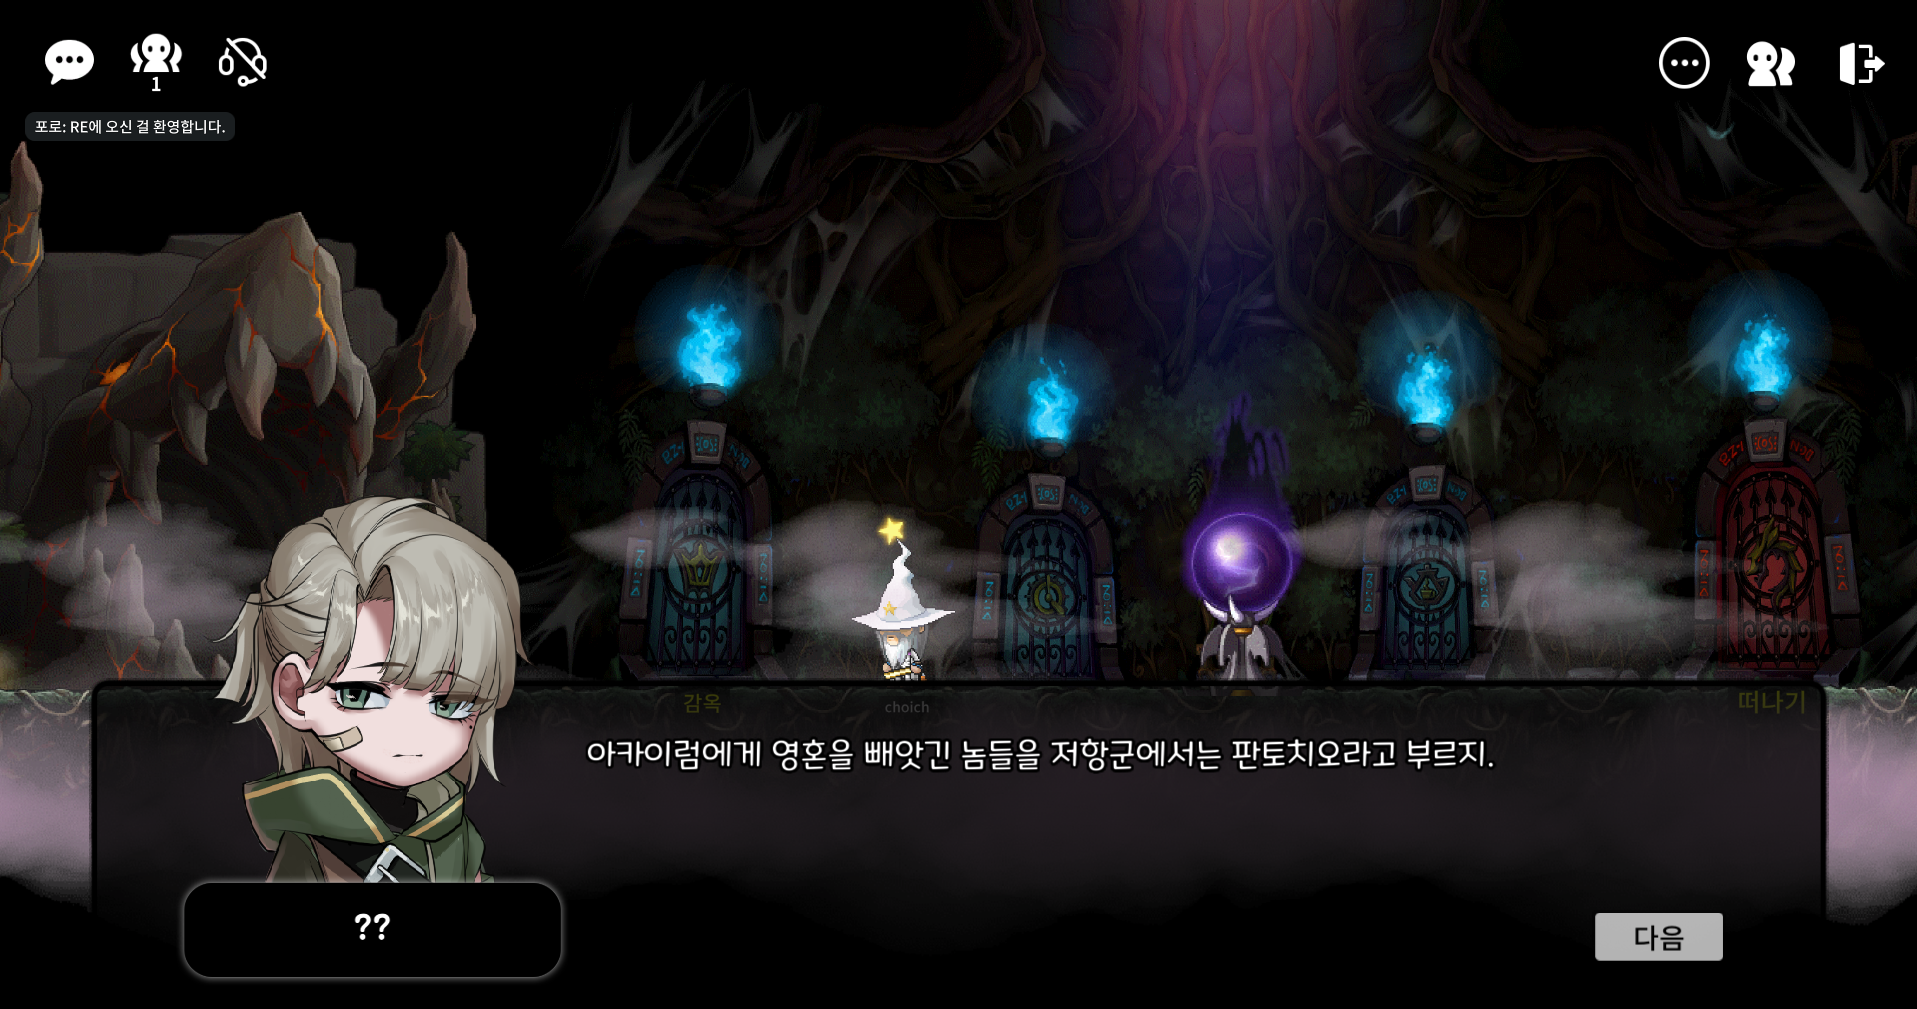 1
포로: RE에 오신 걸 환영합니다.
감옥
choich
떠나기
아카이럼에게 영혼을 빼앗긴 놈들을 저항군에서는 판토치오라고 부르지.
??
다음